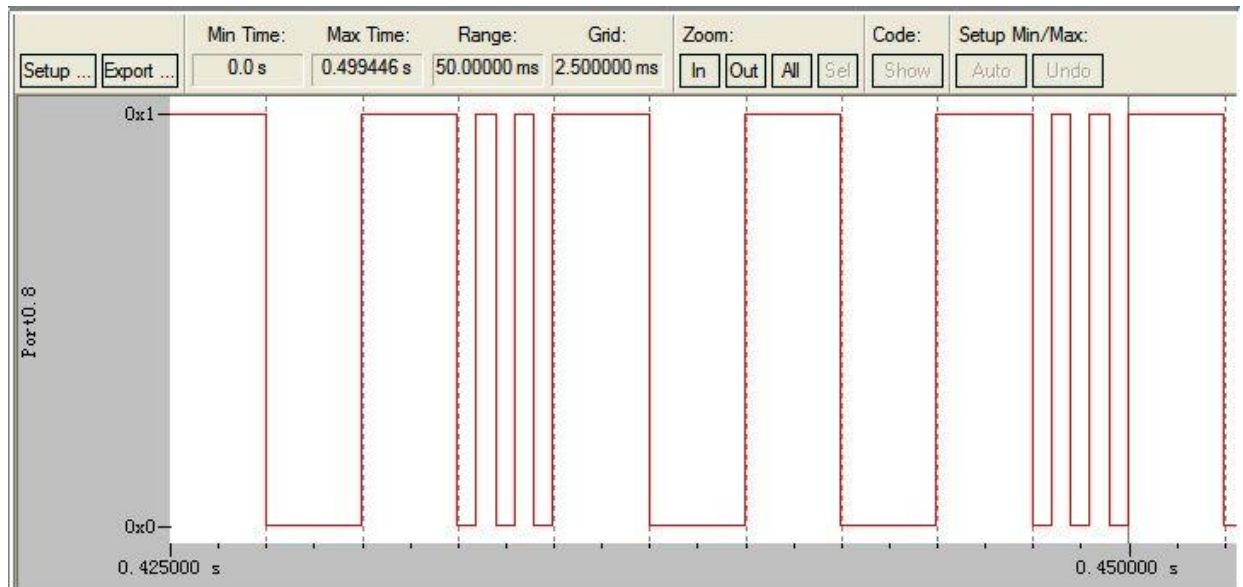 Min Time: Max Time: Range: Grid: Zoom: Code: Setup Min/Max:
Setup ... Export ... 0.0 s 0.499446 s 50.00000 ms 2.500000 ms In Out All Sel Show Auto Undo
0x1
Port0.8
0x0
0.425000 s 0.450000 s